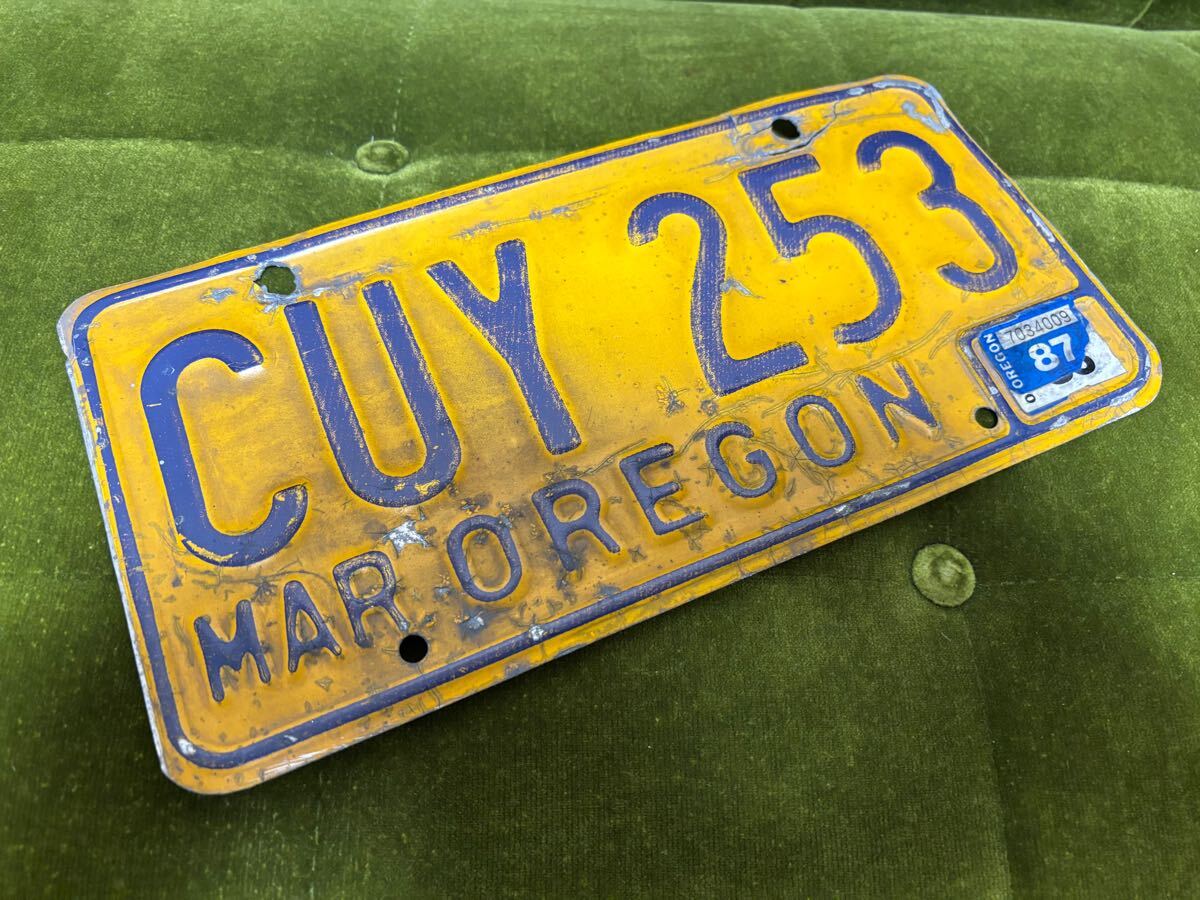 CUY 253
MAR OREGON
7034009
OREGON 87